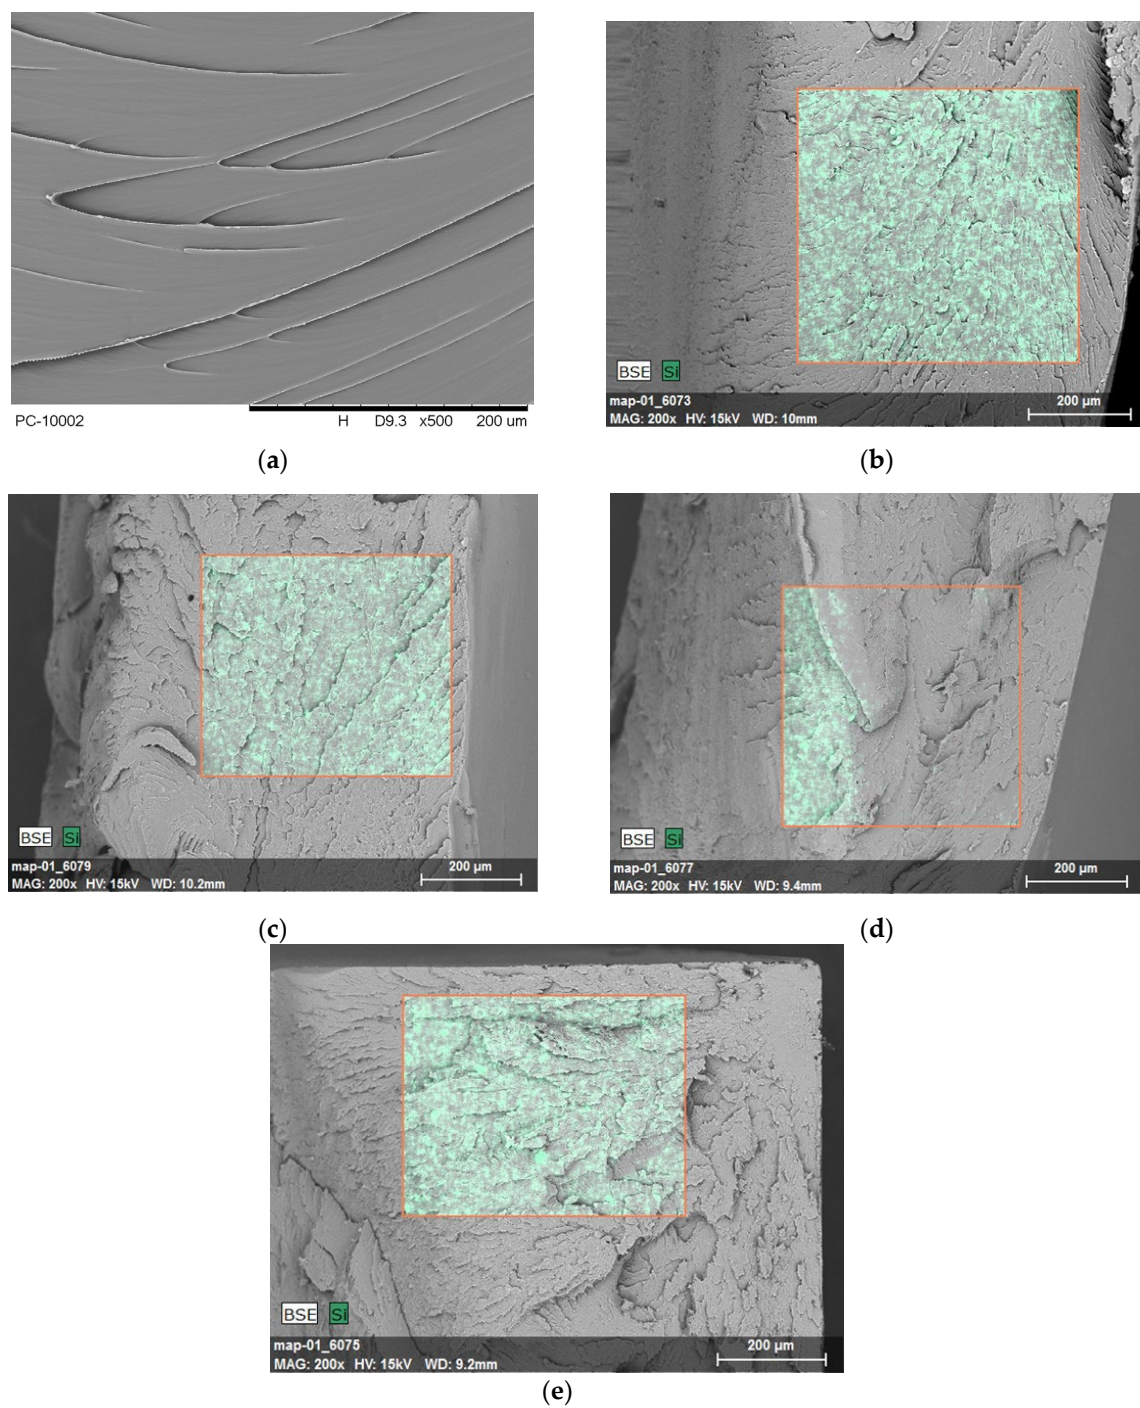 PC-10002 H D9.3 x500 200 um
(a)
BSE Si
map-01_6073
MAG: 200x HV: 15kV WD: 10mm
200 µm
(b)
BSE Si
map-01_6079
MAG: 200x HV: 15kV WD: 10.2mm
200 µm
(c)
BSE Si
map-01_6077
MAG: 200x HV: 15kV WD: 9.4mm
200 µm
(d)
BSE Si
map-01_6075
MAG: 200x HV: 15kV WD: 9.2mm
200 µm
(e)